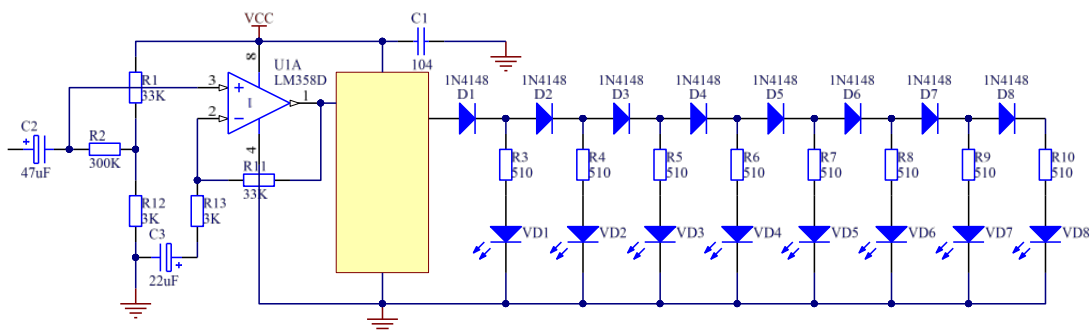 VCC
C1
104
8
U1A
LM358D
R1
33K
3
+
I
1
2
−
1N4148
D1
1N4148
D2
1N4148
D3
1N4148
D4
1N4148
D5
1N4148
D6
1N4148
D7
1N4148
D8
C2
+
47uF
R2
300K
4
R11
33K
R3
510
R4
510
R5
510
R6
510
R7
510
R8
510
R9
510
R10
510
R12
3K
R13
3K
C3
+
22uF
VD1
VD2
VD3
VD4
VD5
VD6
VD7
VD8